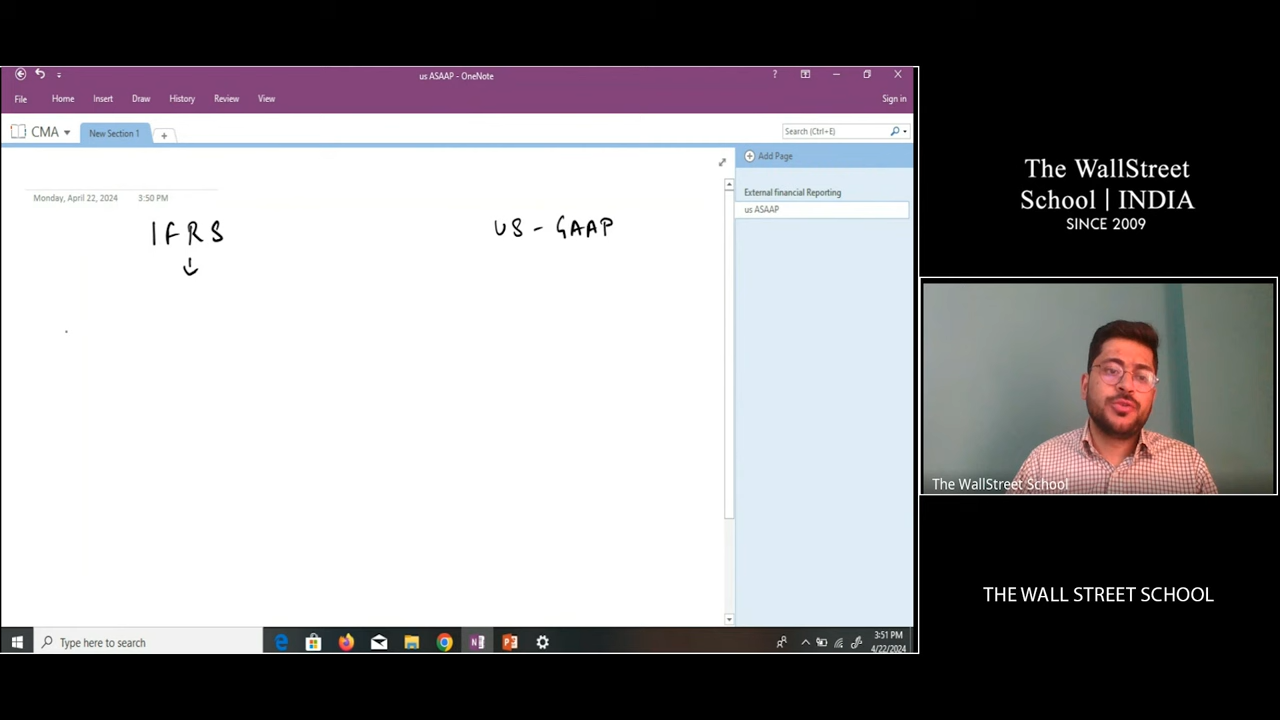 us ASAAP - OneNote
?
File Home Insert Draw History Review View
Sign in
CMA
New Section 1
+
Search (Ctrl+E)
Add Page
Monday, April 22, 2024 3:50 PM
External financial Reporting
us ASAAP
IFRS
US - GAAP
The WallStreet
School | INDIA
SINCE 2009
The WallStreet School
THE WALL STREET SCHOOL
Type here to search
3:51 PM
4/22/2024